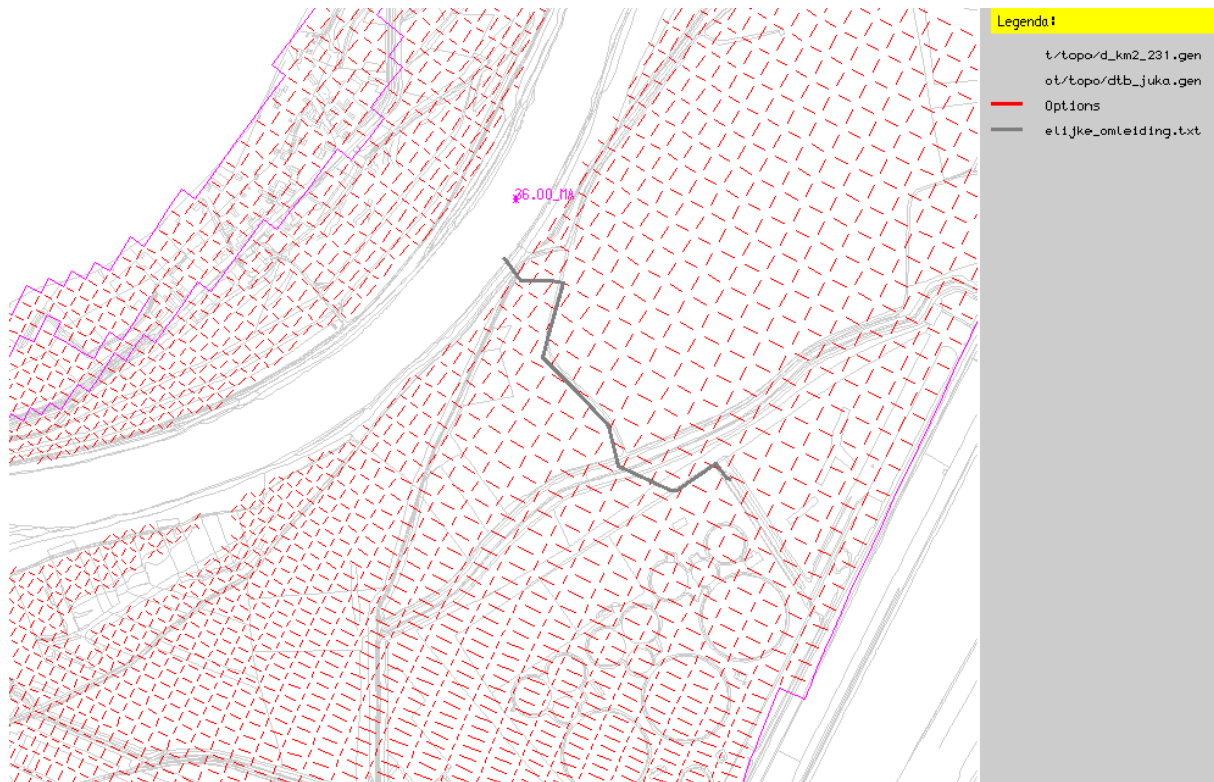 Legenda:
t/topo/d_km2_231.gen
ot/topo/dtb_juka.gen
Options
elijke_omleiding.txt
36.00_MA